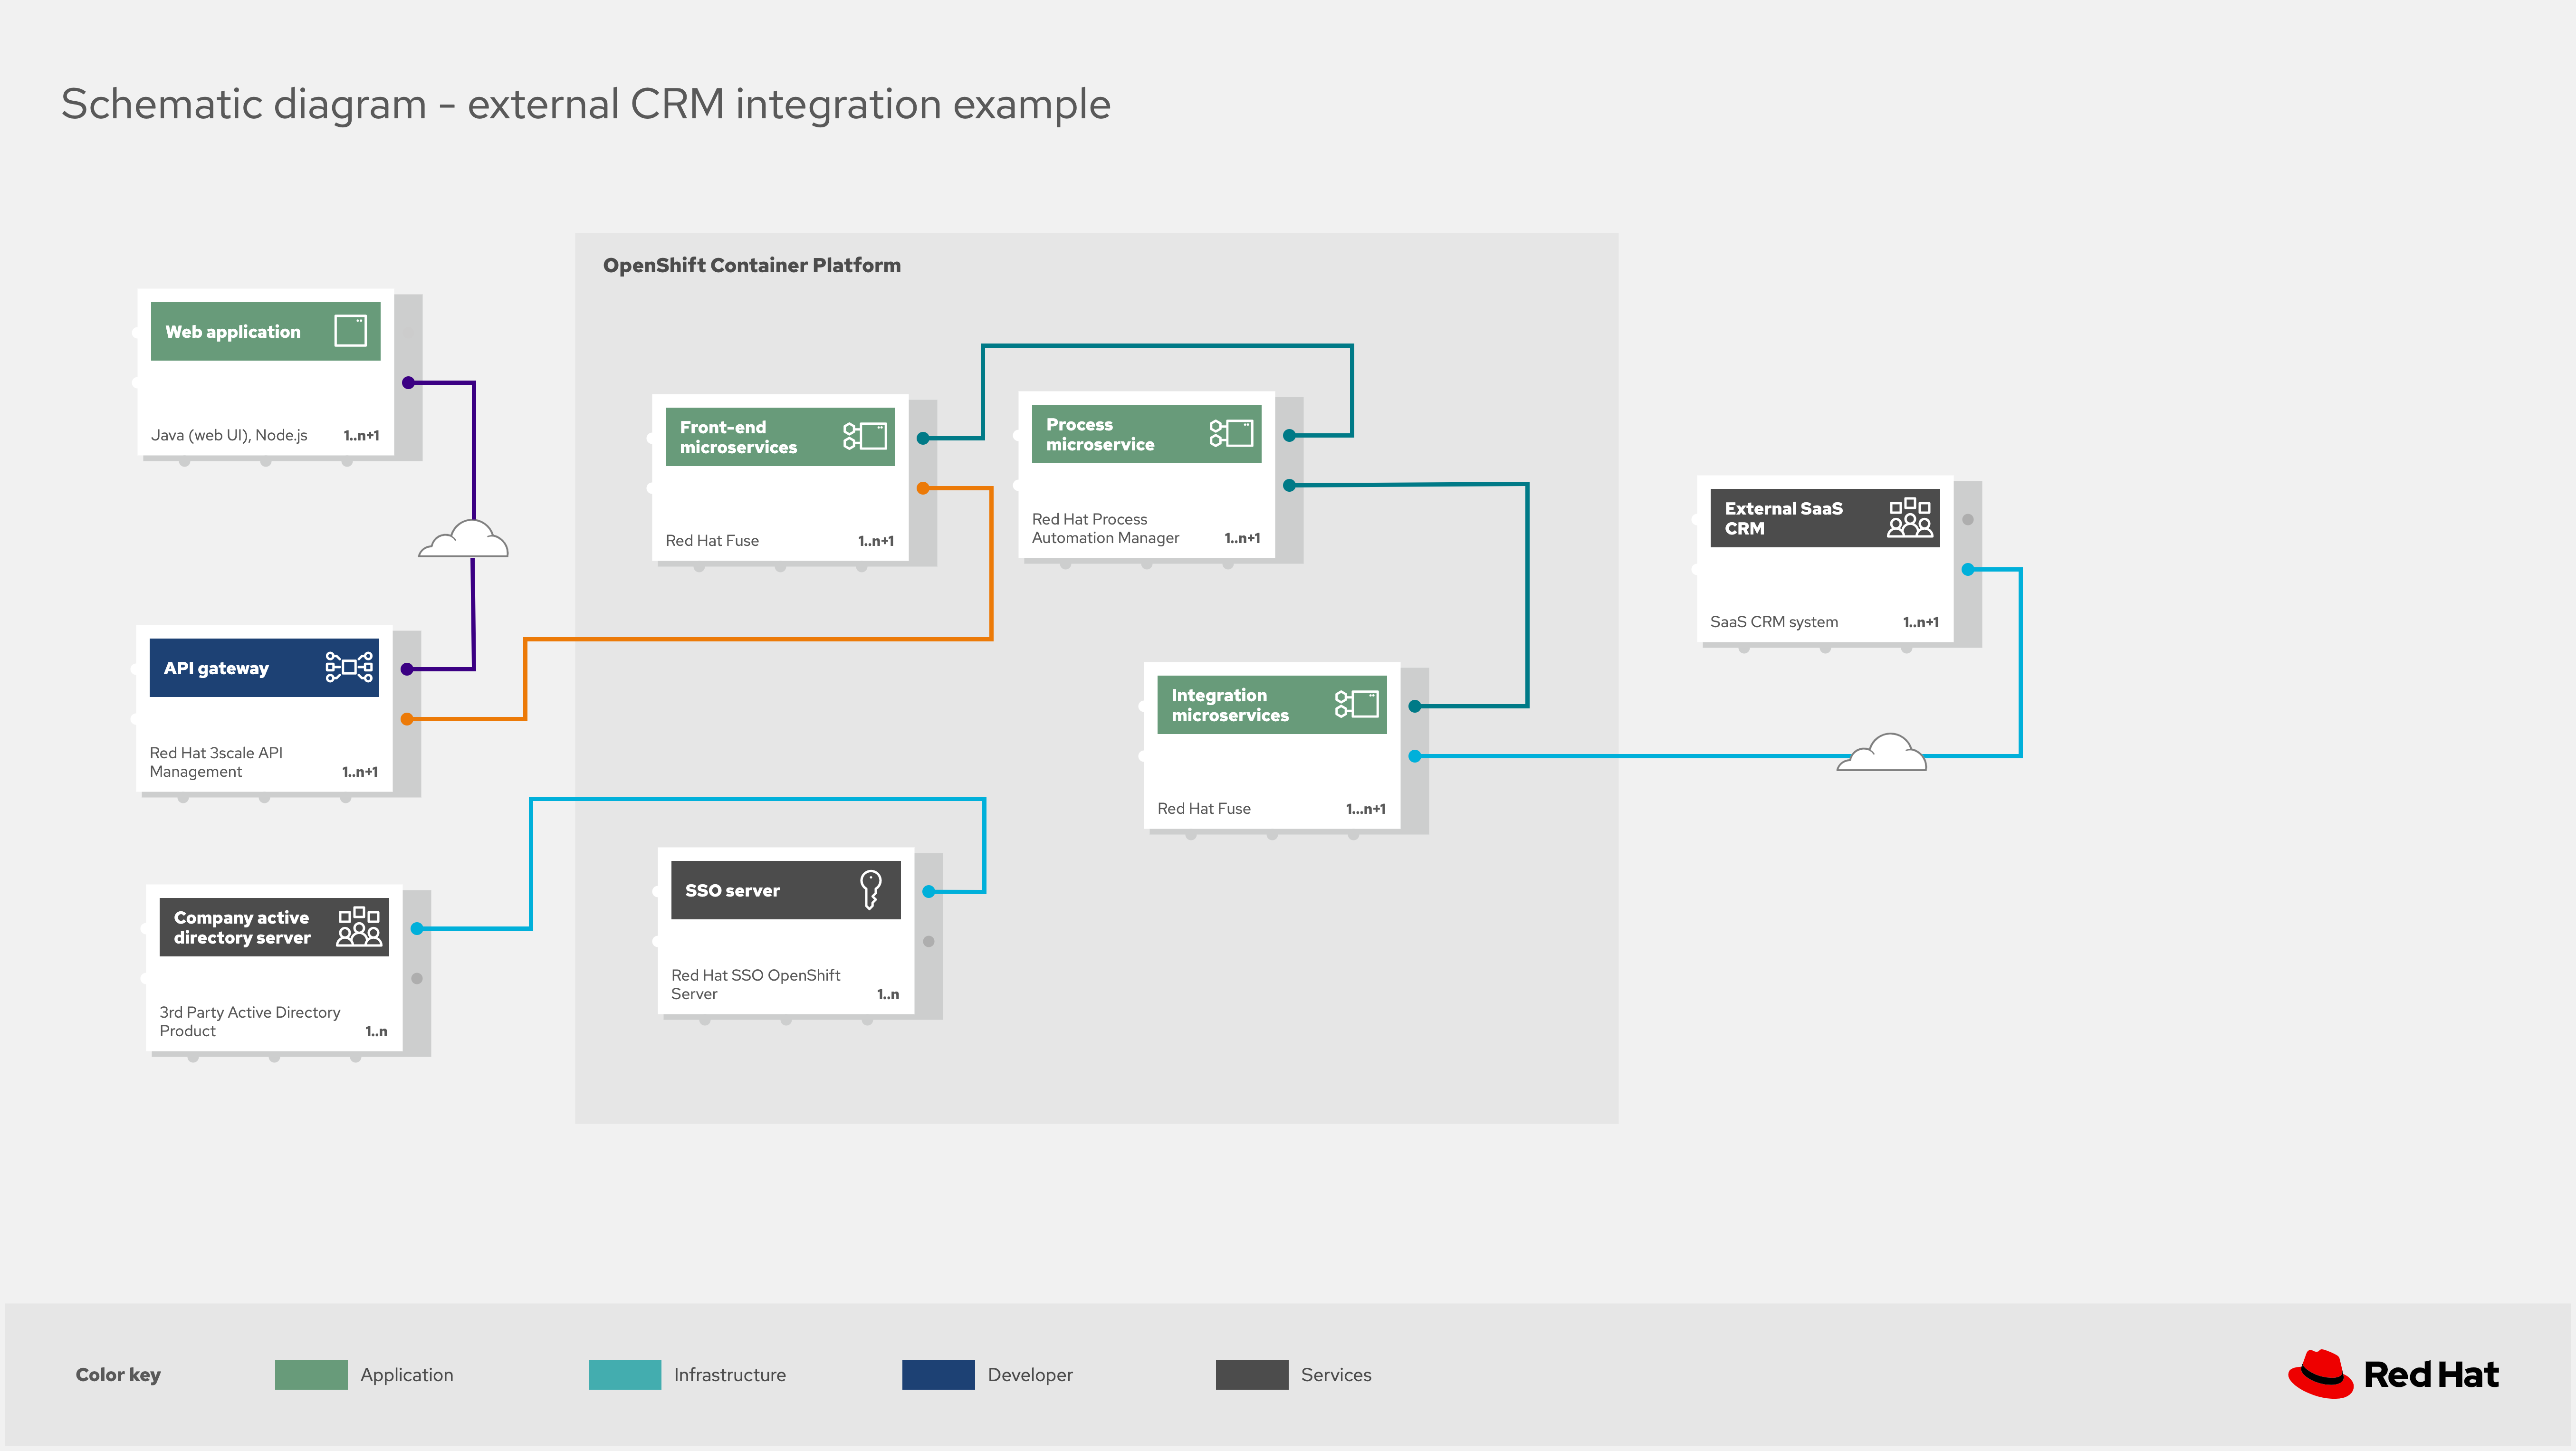 Schematic diagram - external CRM integration example
OpenShift Container Platform
Web application
Java (web UI), Node.js
1..n+1
Front-end
microservices
Red Hat Fuse
1..n+1
Process
microservice
Red Hat Process
Automation Manager
1..n+1
External SaaS
CRM
SaaS CRM system
1..n+1
API gateway
Red Hat 3scale API
Management
1..n+1
Integration
microservices
Red Hat Fuse
1...n+1
Company active
directory server
3rd Party Active Directory
Product
1..n
SSO server
Red Hat SSO OpenShift
Server
1..n
Color key
Application
Infrastructure
Developer
Services
Red Hat